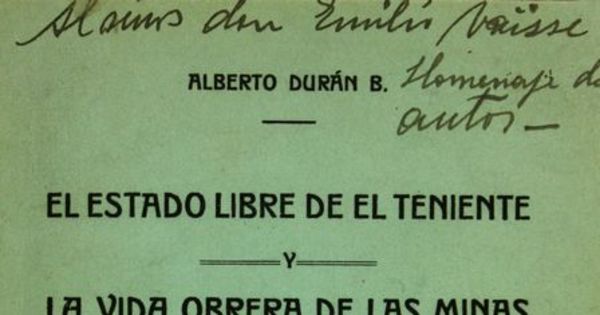 Al señor don Emilio Vaïsse
ALBERTO DURÁN B. Homenaje del
autor —
EL ESTADO LIBRE DE EL TENIENTE
Y
LA VIDA OBRERA DE LAS MINAS